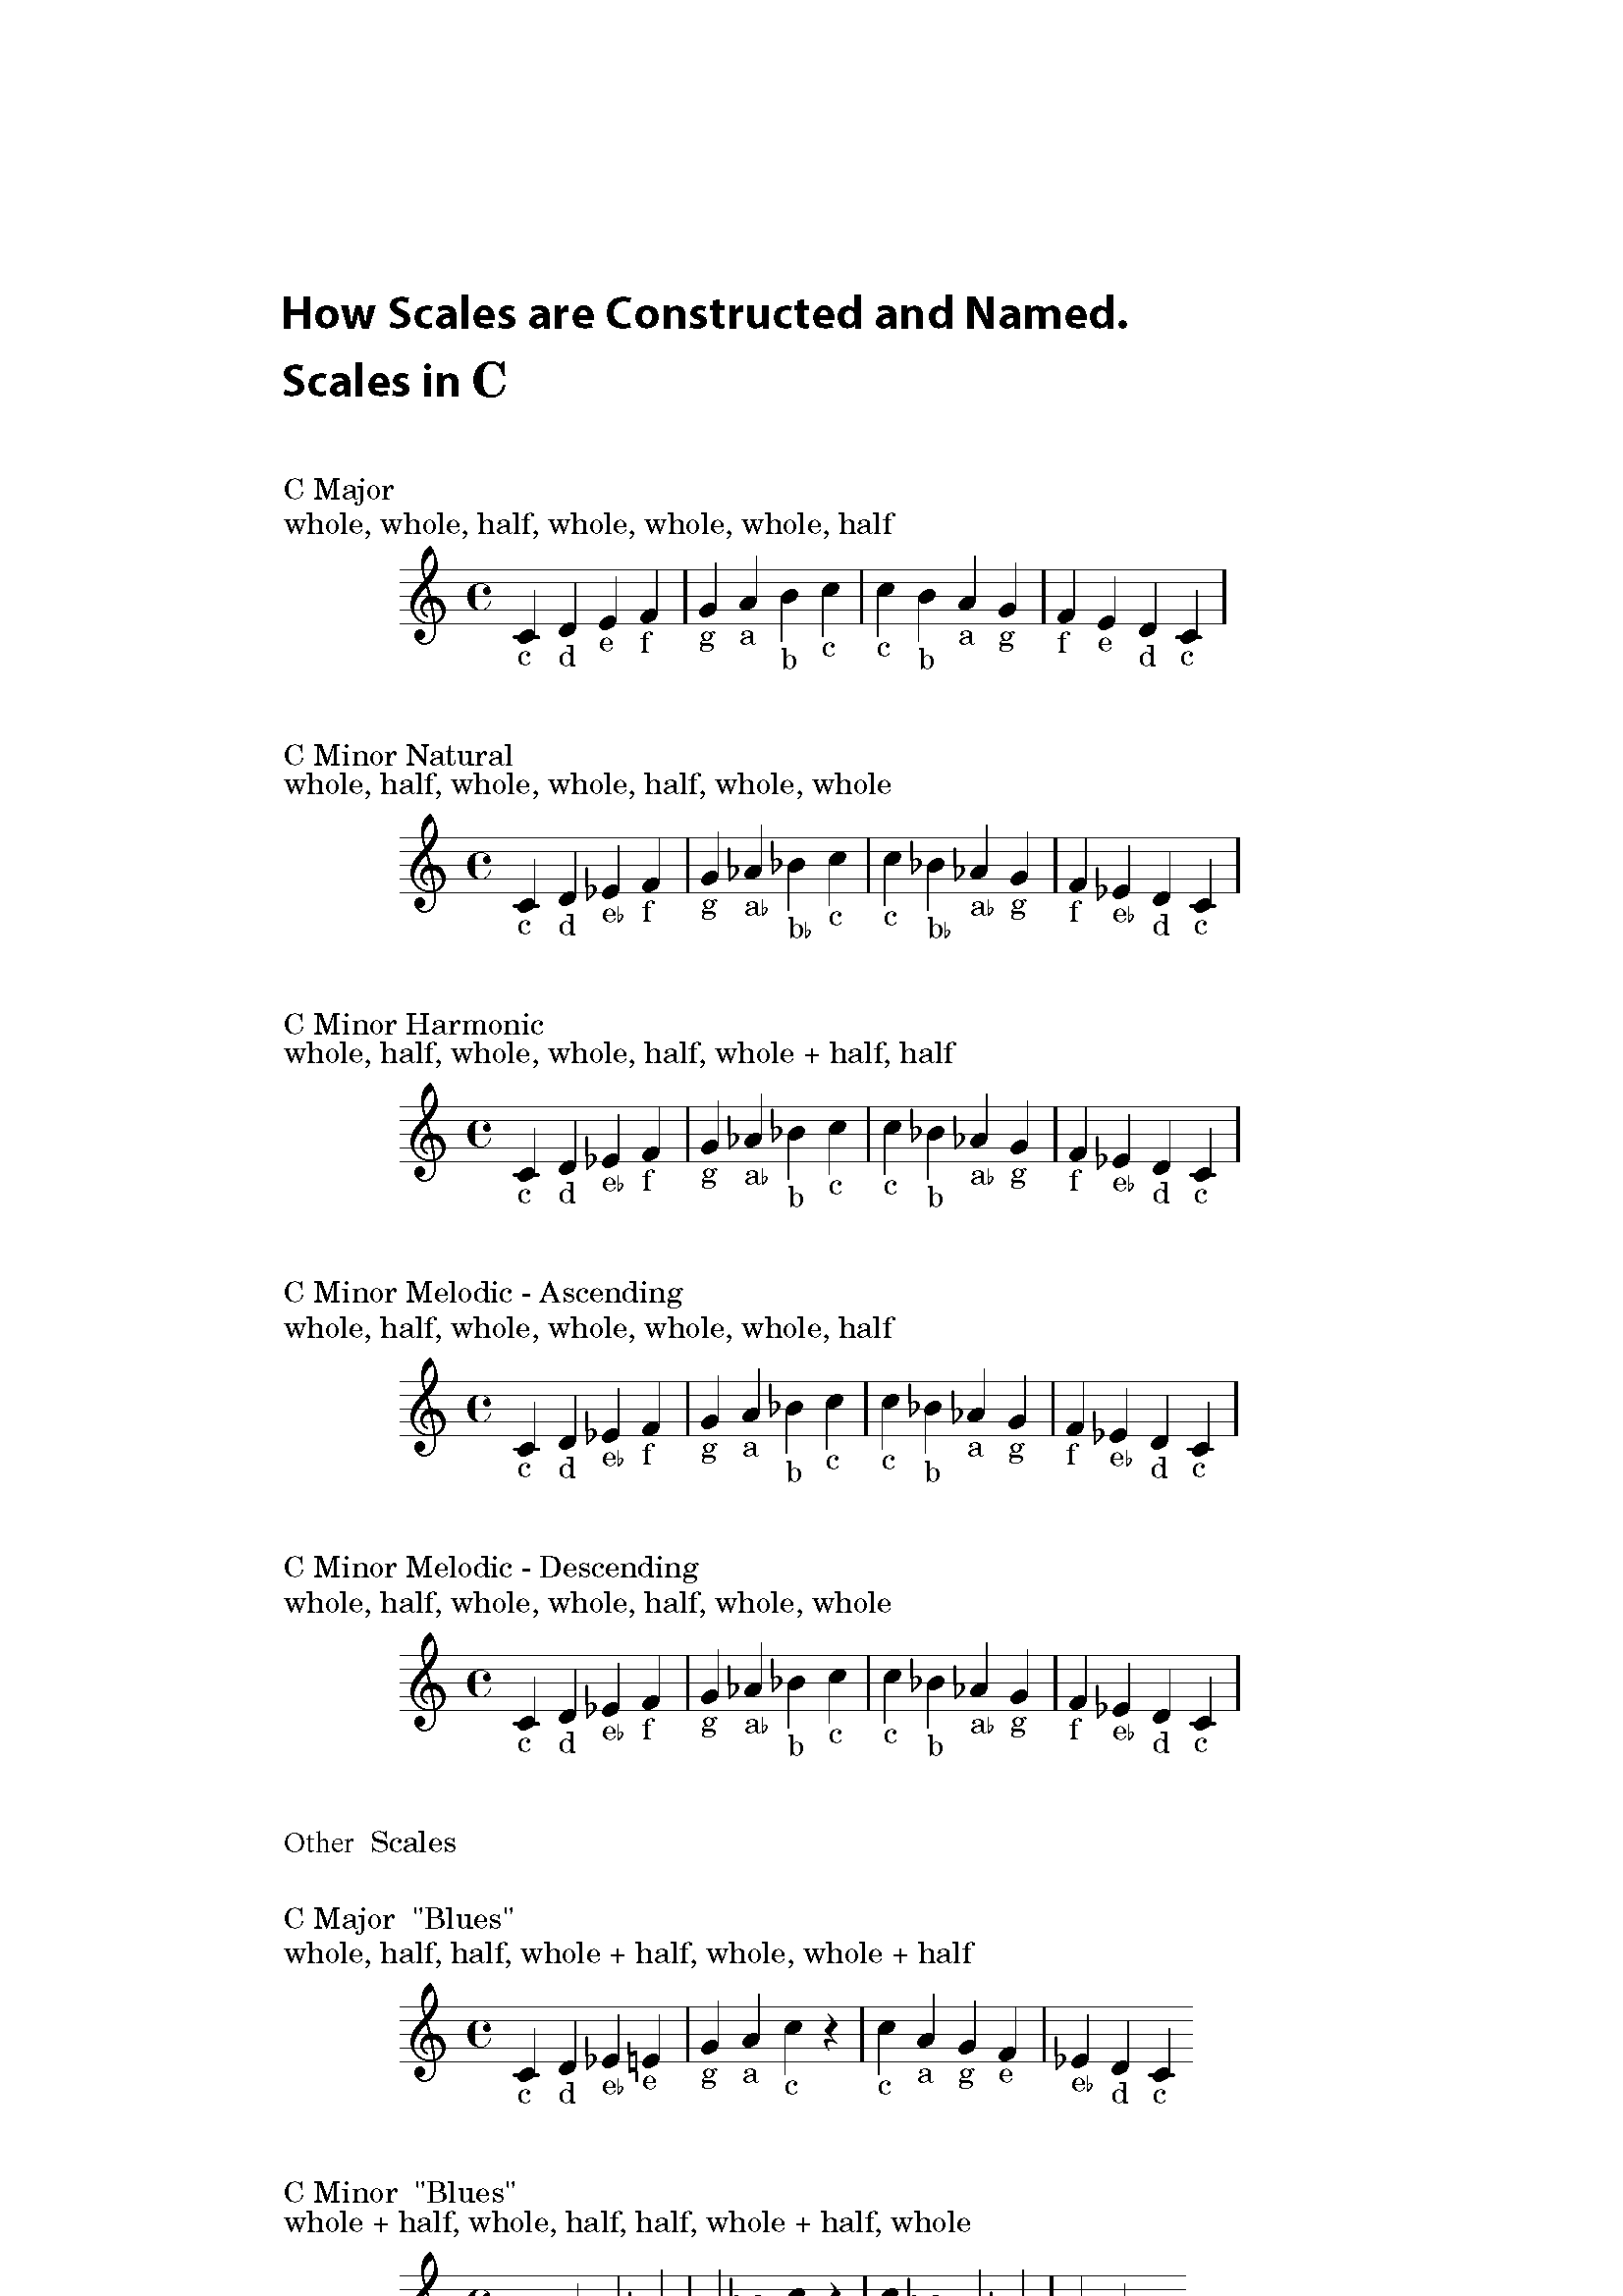 How Scales are Constructed and Named.
Scales in C
C Major
whole, whole, half, whole, whole, whole, half
c d e f g a b c c b a g f e d c
C Minor Natural
whole, half, whole, whole, half, whole, whole
c d e♭ f g a♭ b♭ c c b♭ a♭ g f e♭ d c
C Minor Harmonic
whole, half, whole, whole, half, whole + half, half
c d e♭ f g a♭ b c c b a♭ g f e♭ d c
C Minor Melodic - Ascending
whole, half, whole, whole, whole, whole, half
c d e♭ f g a b c c b a g f e♭ d c
C Minor Melodic - Descending
whole, half, whole, whole, half, whole, whole
c d e♭ f g a♭ b c c b a♭ g f e♭ d c
Other Scales
C Major "Blues"
whole, half, half, whole + half, whole, whole + half
c d e♭ e g a c c a g e e♭ d c
C Minor "Blues"
whole + half, whole, half, half, whole + half, whole